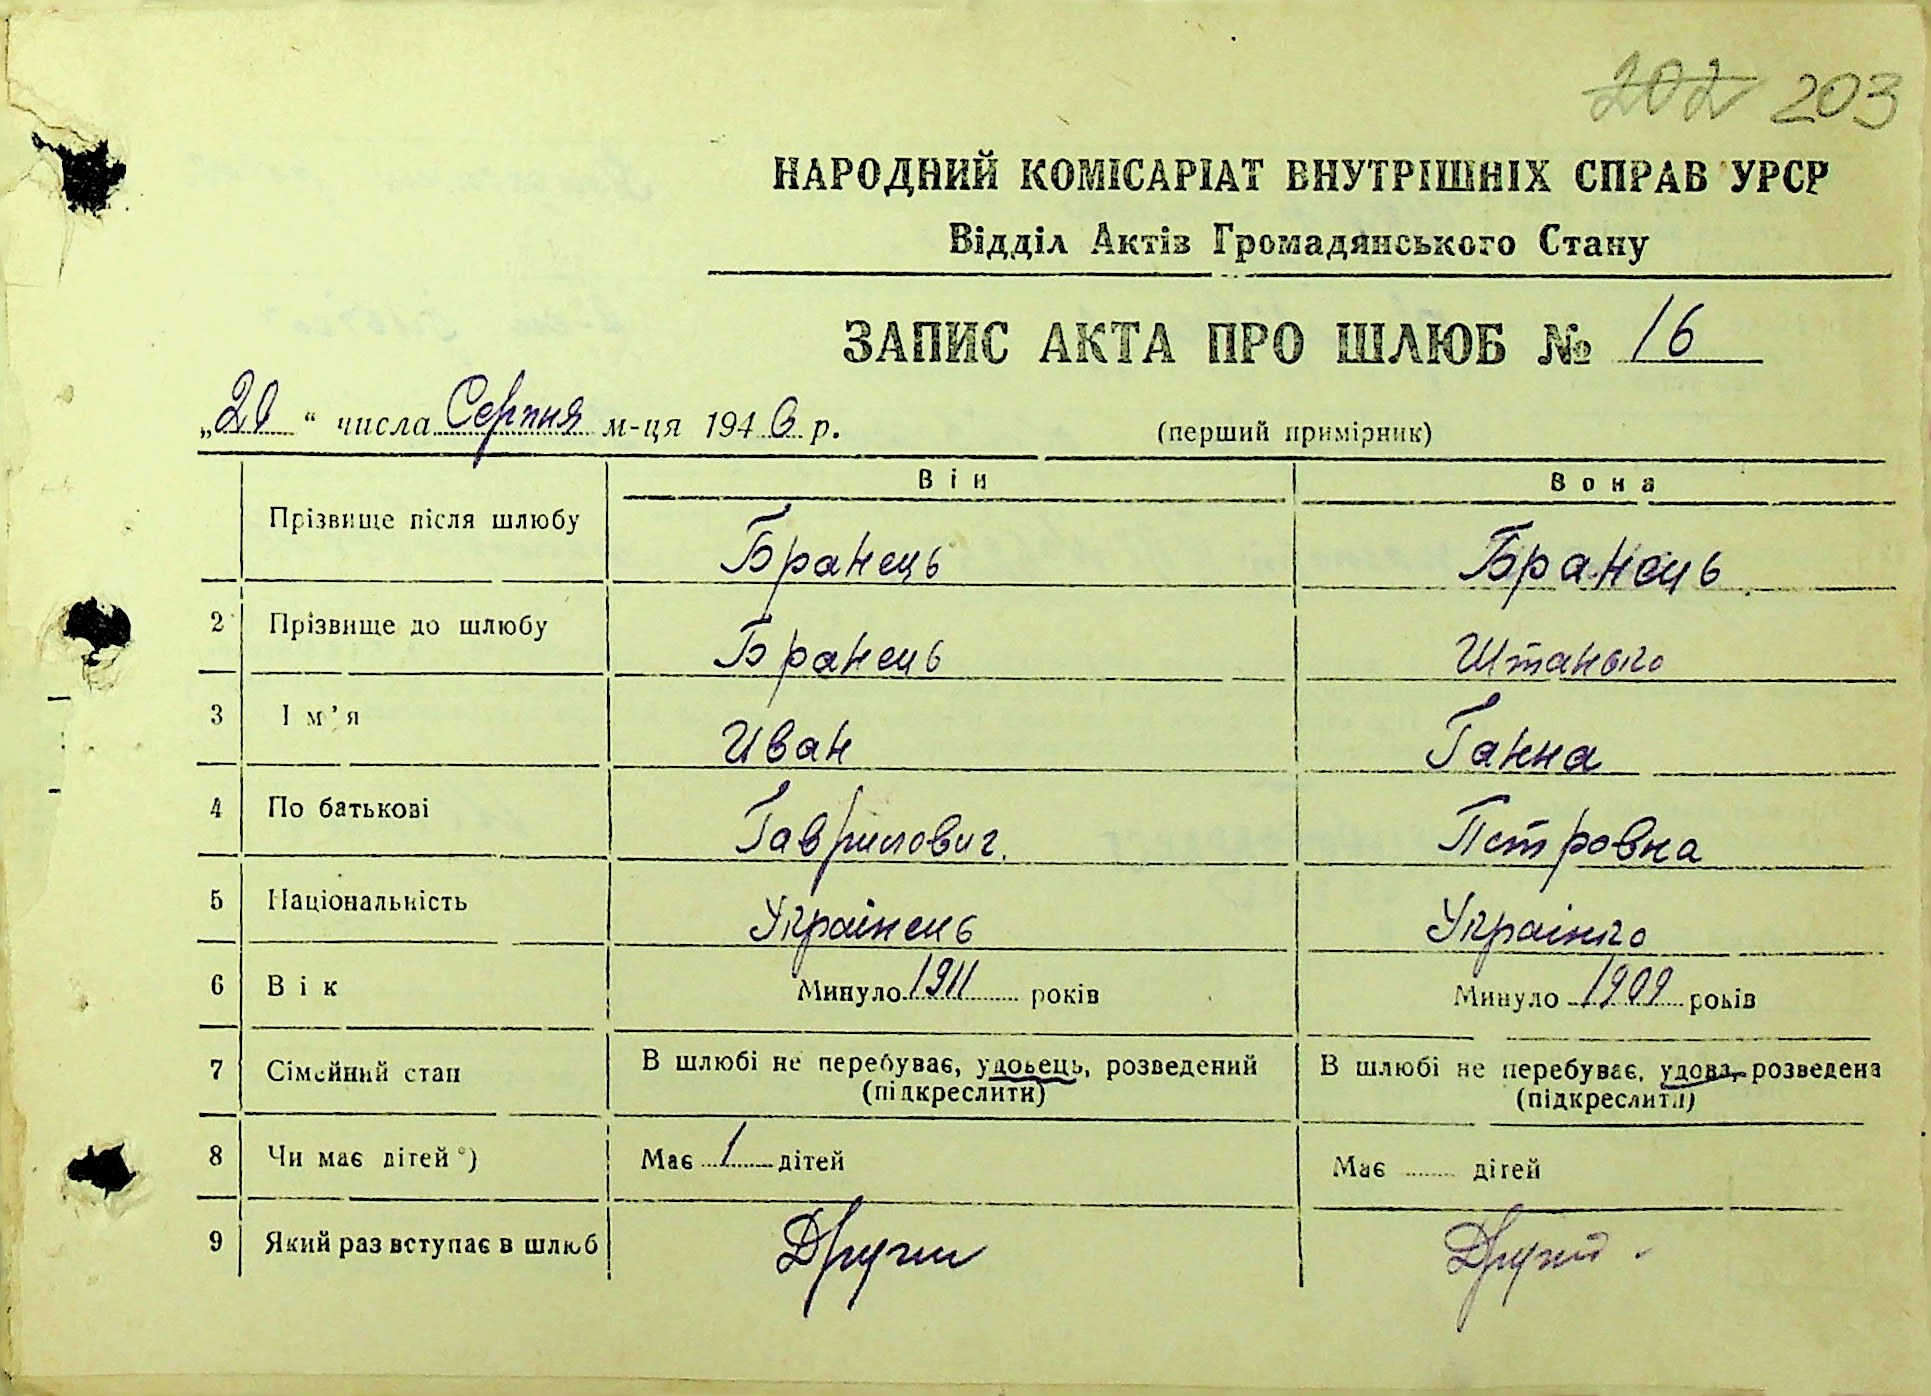 202 203
НАРОДНИЙ КОМІСАРІАТ ВНУТРІШНІХ СПРАВ УРСР
Відділ Актів Громадянського Стану
ЗАПИС АКТА ПРО ШЛЮБ № 16
„20“ числа Серпня м-ця 1946 р. (перший примірник)
Він Вона
Прізвище після шлюбу Бранець Бранець
2 Прізвище до шлюбу Бранець
3 Ім'я Иван Ганна
4 По батькові Гаврилович. Петровна
5 Національність Українець Українка
6 Вік Минуло 1911 років Минуло 1909 років
7 Сімейний стан В шлюбі не перебуває, удовець, розведений (підкреслити) В шлюбі не перебуває, удова, розведена (підкреслити)
8 Чи має дітей °) Має 1 дітей Має дітей
9 Який раз вступає в шлюб Други Другий